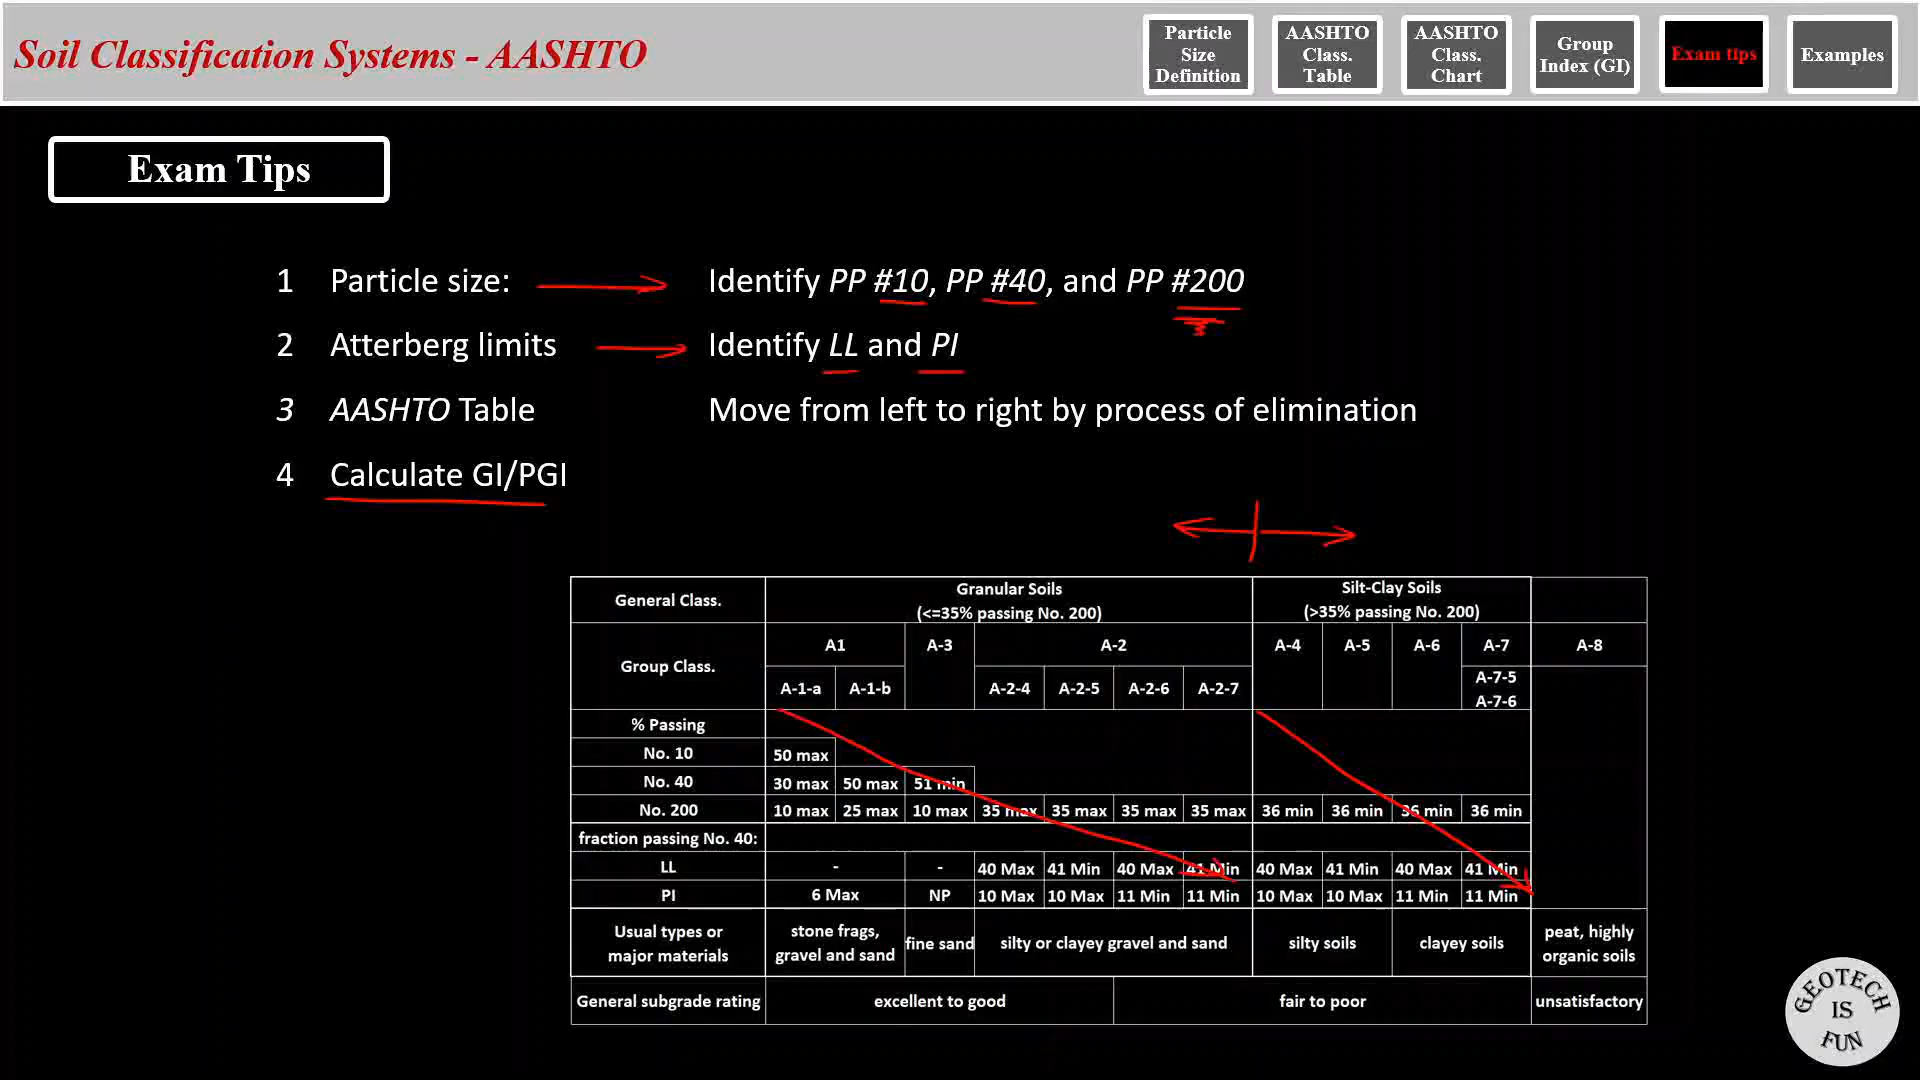 Soil Classification Systems - AASHTO
Particle
Size
Definition
AASHTO
Class.
Table
AASHTO
Class.
Chart
Group
Index (GI)
Exam tips
Examples
Exam Tips
1 Particle size: Identify PP #10, PP #40, and PP #200
2 Atterberg limits Identify LL and PI
3 AASHTO Table Move from left to right by process of elimination
4 Calculate GI/PGI
General Class. Granular Soils Silt-Clay Soils
(<=35% passing No. 200) (>35% passing No. 200)
Group Class. A1 A-3 A-2 A-4 A-5 A-6 A-7 A-8
A-1-a A-1-b A-2-4 A-2-5 A-2-6 A-2-7 A-7-5
A-7-6
% Passing
No. 10 50 max
No. 40 30 max 50 max 51 min
No. 200 10 max 25 max 10 max 35 max 35 max 35 max 35 max 36 min 36 min 36 min 36 min
fraction passing No. 40:
LL - - 40 Max 41 Min 40 Max 41 Min 40 Max 41 Min 40 Max 41 Min
PI 6 Max NP 10 Max 10 Max 11 Min 11 Min 10 Max 10 Max 11 Min 11 Min
Usual types or stone frags, fine sand silty or clayey gravel and sand silty soils clayey soils peat, highly
major materials gravel and sand organic soils
General subgrade rating excellent to good fair to poor unsatisfactory
GEOTECH
IS
FUN